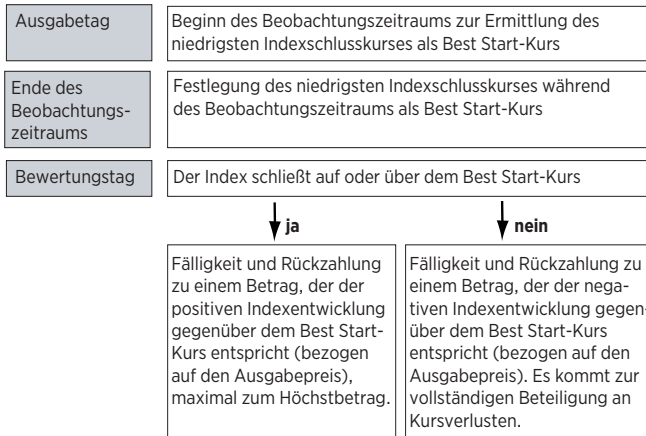 Ausgabetag
Beginn des Beobachtungszeitraums zur Ermittlung des
niedrigsten Indexschlusskurses als Best Start-Kurs
Ende des
Beobachtungs-
zeitraums
Festlegung des niedrigsten Indexschlusskurses während
des Beobachtungszeitraums als Best Start-Kurs
Bewertungstag
Der Index schließt auf oder über dem Best Start-Kurs
ja
nein
Fälligkeit und Rückzahlung
zu einem Betrag, der der
positiven Indexentwicklung
gegenüber dem Best Start-
Kurs entspricht (bezogen
auf den Ausgabepreis),
maximal zum Höchstbetrag.
Fälligkeit und Rückzahlung zu
einem Betrag, der der nega-
tiven Indexentwicklung gegen-
über dem Best Start-Kurs
entspricht (bezogen auf den
Ausgabepreis). Es kommt zur
vollständigen Beteiligung an
Kursverlusten.